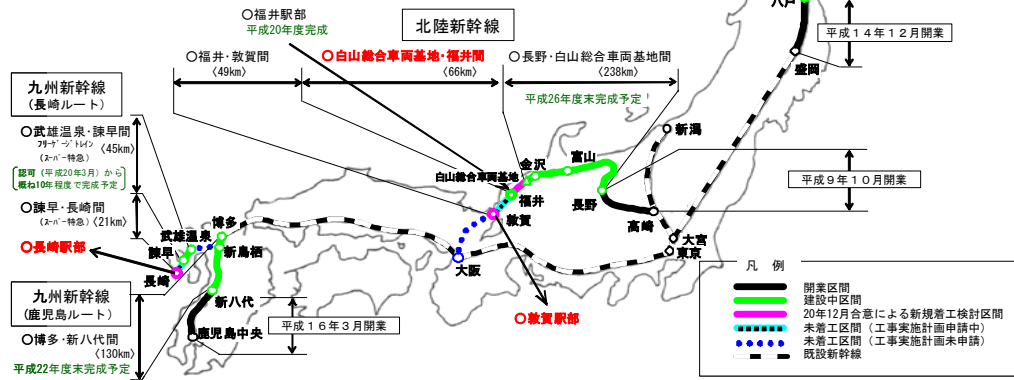 八戸
○福井駅部
平成20年度完成
北陸新幹線
平成14年12月開業
盛岡
○福井・敦賀間
〈49km〉
○白山総合車両基地・福井間
〈66km〉
○長野・白山総合車両基地間
〈238km〉
平成26年度末完成予定
九州新幹線
(長崎ルート)
○武雄温泉・諫早間
フリーゲージトレイン
(スーパー特急)
〈45km〉
認可（平成20年3月）から
概ね10年程度で完成予定
○諫早・長崎間
(スーパー特急)
〈21km〉
○長崎駅部
新潟
富山
金沢
白山総合車両基地
福井
敦賀
長野
平成9年10月開業
高崎
大宮
東京
大阪
博多
武雄温泉
新鳥栖
諫早
長崎
九州新幹線
(鹿児島ルート)
○博多・新八代間
〈130km〉
平成22年度末完成予定
新八代
鹿児島中央
平成16年3月開業
○敦賀駅部
凡　例
開業区間
建設中区間
20年12月合意による新規着工検討区間
未着工区間（工事実施計画申請中）
未着工区間（工事実施計画未申請）
既設新幹線